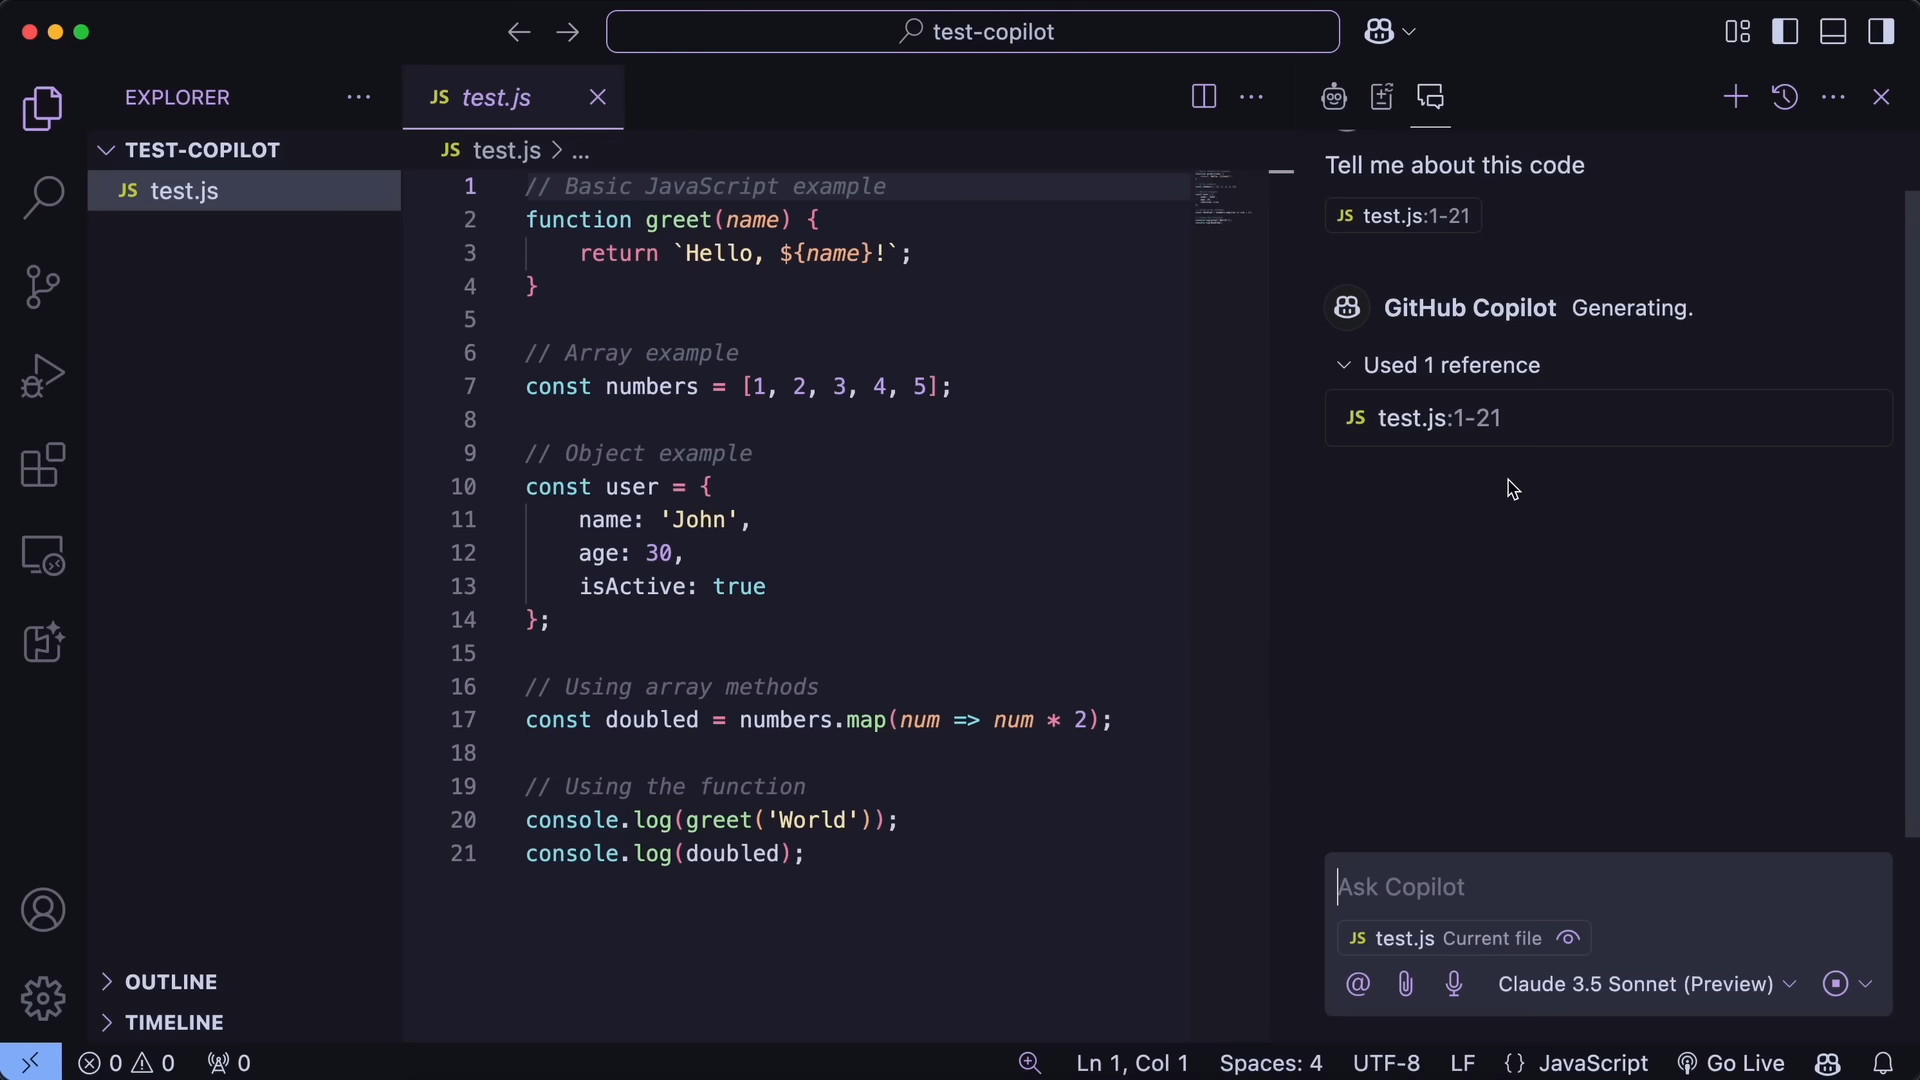 test-copilot
EXPLORER
TEST-COPILOT
JS test.js
OUTLINE
TIMELINE
JS test.js
JS test.js > ...
1 // Basic JavaScript example
2 function greet(name) {
3 return `Hello, ${name}!`;
4 }
5
6 // Array example
7 const numbers = [1, 2, 3, 4, 5];
8
9 // Object example
10 const user = {
11 name: 'John',
12 age: 30,
13 isActive: true
14 };
15
16 // Using array methods
17 const doubled = numbers.map(num => num * 2);
18
19 // Using the function
20 console.log(greet('World'));
21 console.log(doubled);
Tell me about this code
JS test.js:1-21
GitHub Copilot Generating.
Used 1 reference
JS test.js:1-21
Ask Copilot
JS test.js Current file
@ Claude 3.5 Sonnet (Preview)
0 0 0 Ln 1, Col 1 Spaces: 4 UTF-8 LF {} JavaScript Go Live